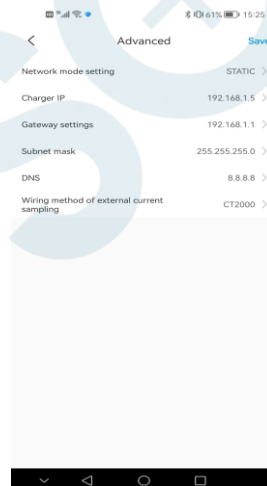 61% 15:25
Advanced
Save
Network mode setting STATIC
Charger IP 192.168.1.5
Gateway settings 192.168.1.1
Subnet mask 255.255.255.0
DNS 8.8.8.8
Wiring method of external current
sampling CT2000